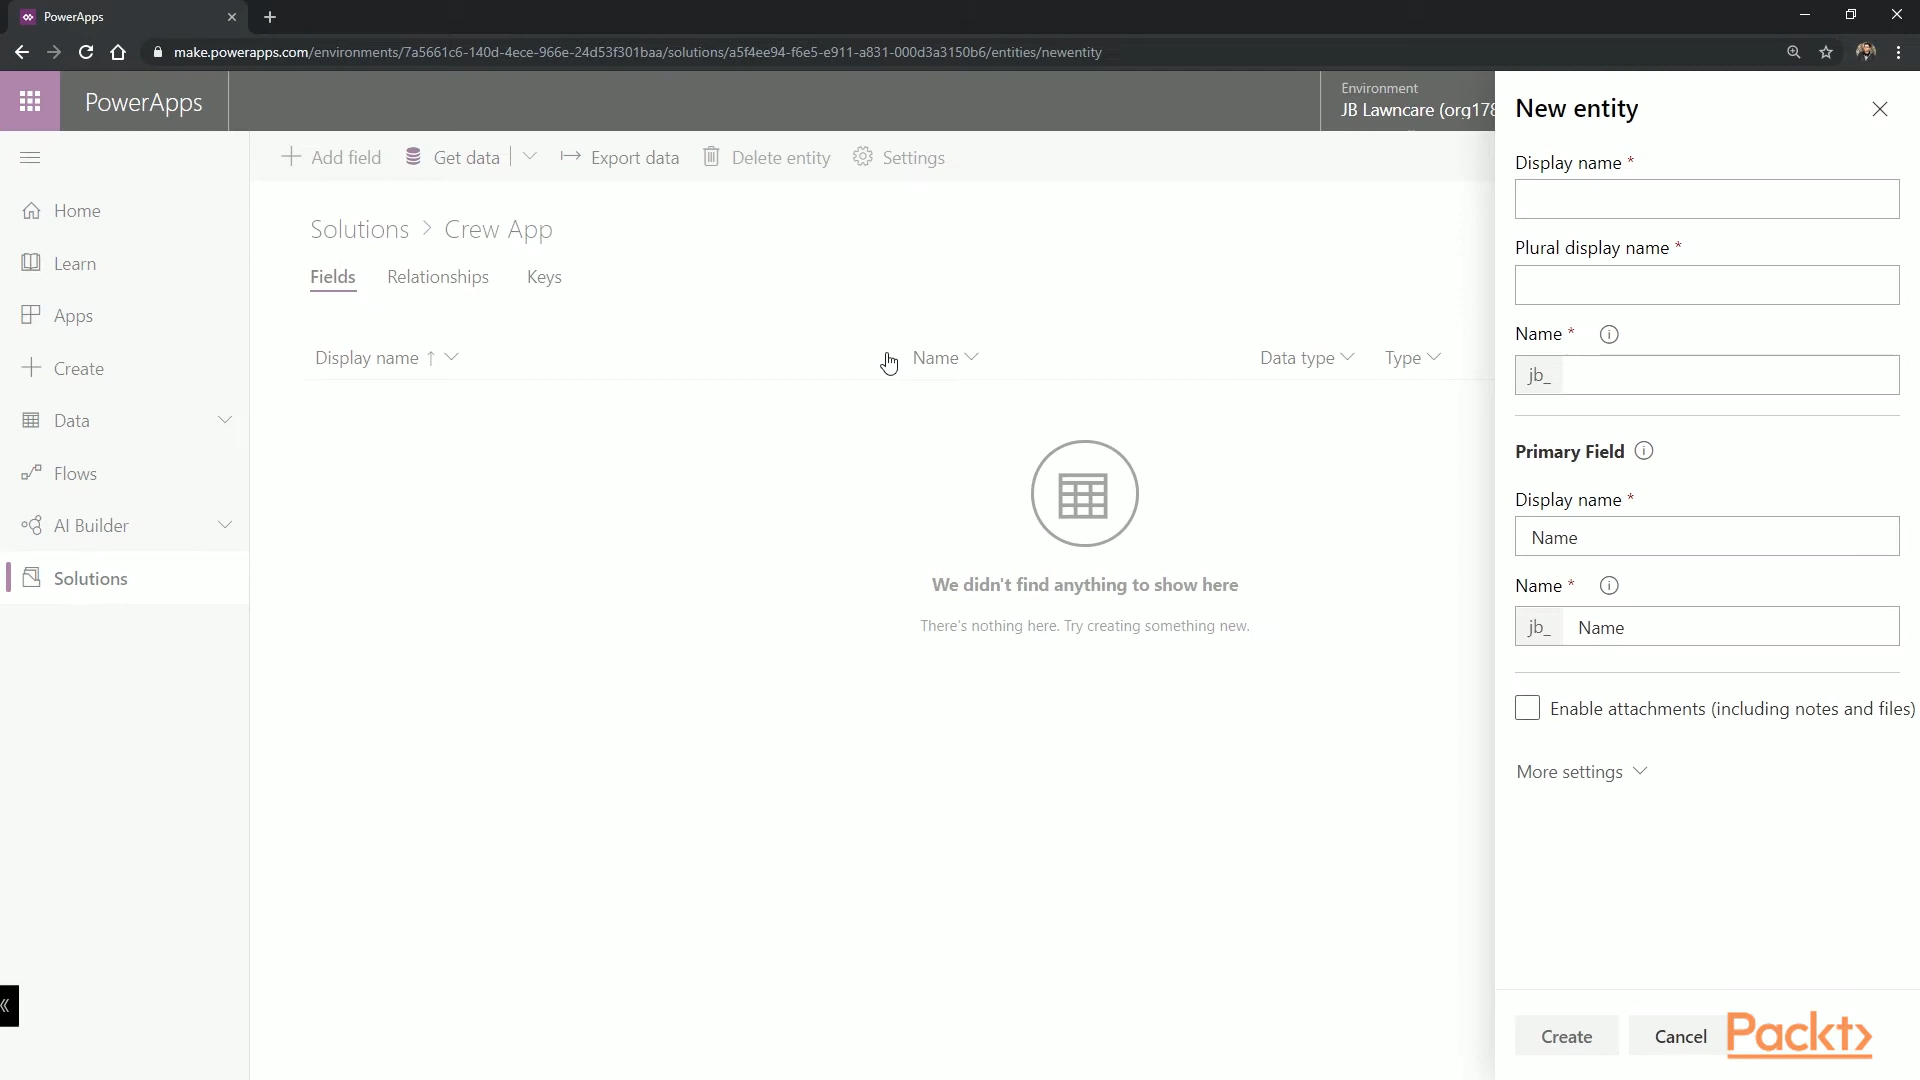 PowerApps
make.powerapps.com/environments/7a5661c6-140d-4ece-966e-24d53f301baa/solutions/a5f4ee94-f6e5-e911-a831-000d3a3150b6/entities/newentity
PowerApps
Environment
JB Lawncare (org178
Add field
Get data
Export data
Delete entity
Settings
Home
Learn
Apps
Create
Data
Flows
AI Builder
Solutions
Solutions > Crew App
Fields
Relationships
Keys
Display name
Name
Data type
Type
We didn't find anything to show here
There's nothing here. Try creating something new.
New entity
Display name *
Plural display name *
Name *
jb_
Primary Field
Display name *
Name
Name *
jb_ Name
Enable attachments (including notes and files)
More settings
Create
Cancel
Packt>